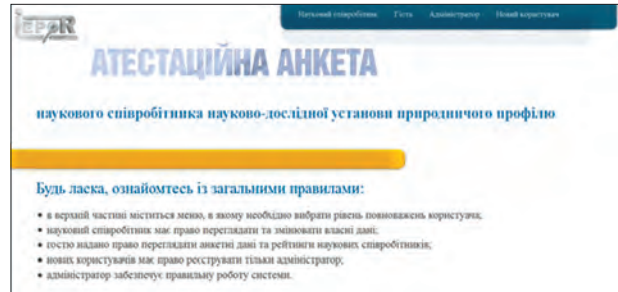 Науковий співробітник Гість Адміністратор Новий користувач
ІЕРОR
АТЕСТАЦІЙНА АНКЕТА
наукового співробітника науково-дослідної установи природничого профілю
Будь ласка, ознайомтесь із загальними правилами:
• в верхній частині міститься меню, в якому необхідно вибрати рівень повноважень користувача;
• науковий співробітник має право переглядати та змінювати власні дані;
• гостю надано право переглядати анкетні дані та рейтинги наукових співробітників;
• нових користувачів має право реєструвати тільки адміністратор;
• адміністратор забезпечує правильну роботу системи.